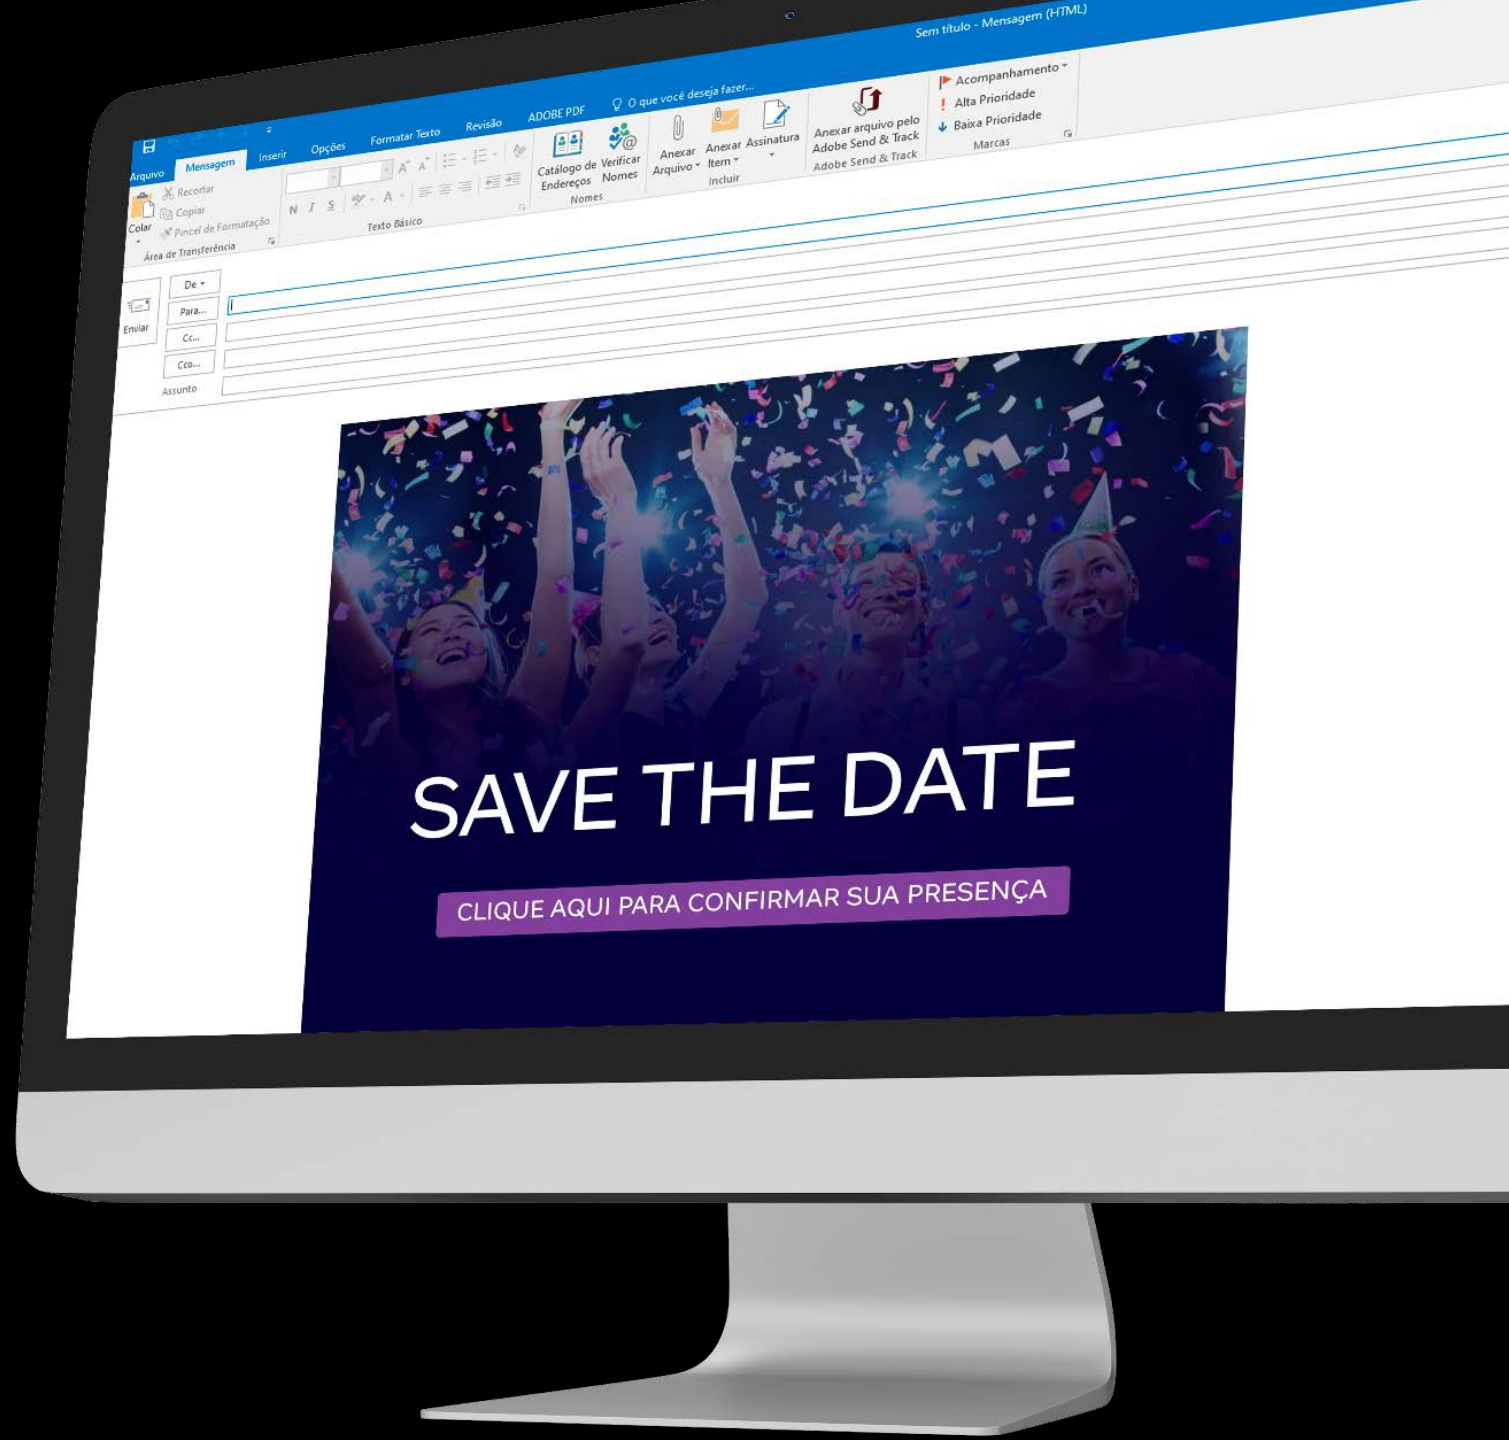 Sem título - Mensagem (HTML)
Arquivo
Mensagem
Inserir
Opções
Formatar Texto
Revisão
ADOBE PDF
O que você deseja fazer...
Colar
Recortar
Copiar
Pincel de Formatação
Área de Transferência
N I S
A A
Texto Básico
Catálogo de
Endereços
Verificar
Nomes
Nomes
Anexar
Arquivo
Anexar
Item
Assinatura
Incluir
Anexar arquivo pelo
Adobe Send & Track
Adobe Send & Track
Acompanhamento
Alta Prioridade
Baixa Prioridade
Marcas
Enviar
De
Para...
Cc...
Cco...
Assunto
SAVE THE DATE
CLIQUE AQUI PARA CONFIRMAR SUA PRESENÇA